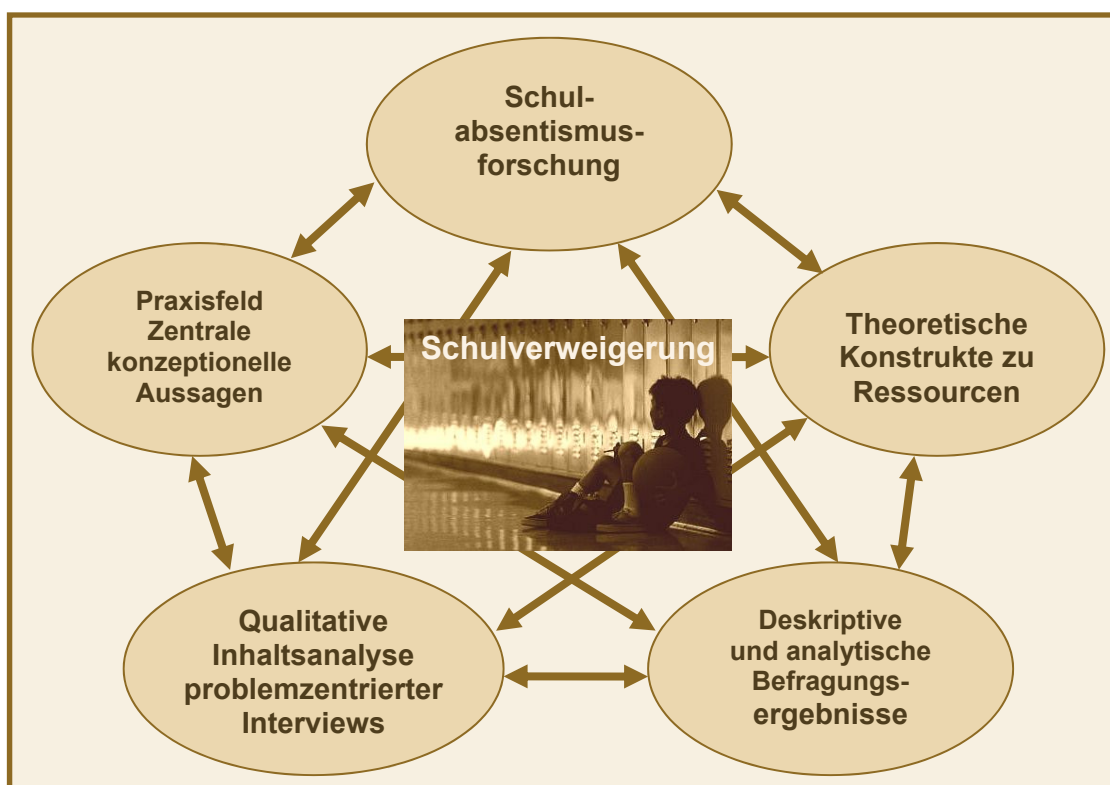 Schul-
absentismus-
forschung
Praxisfeld
Zentrale
konzeptionelle
Aussagen
Schulverweigerung
Theoretische
Konstrukte zu
Ressourcen
Qualitative
Inhaltsanalyse
problemzentrierter
Interviews
Deskriptive
und analytische
Befragungs-
ergebnisse